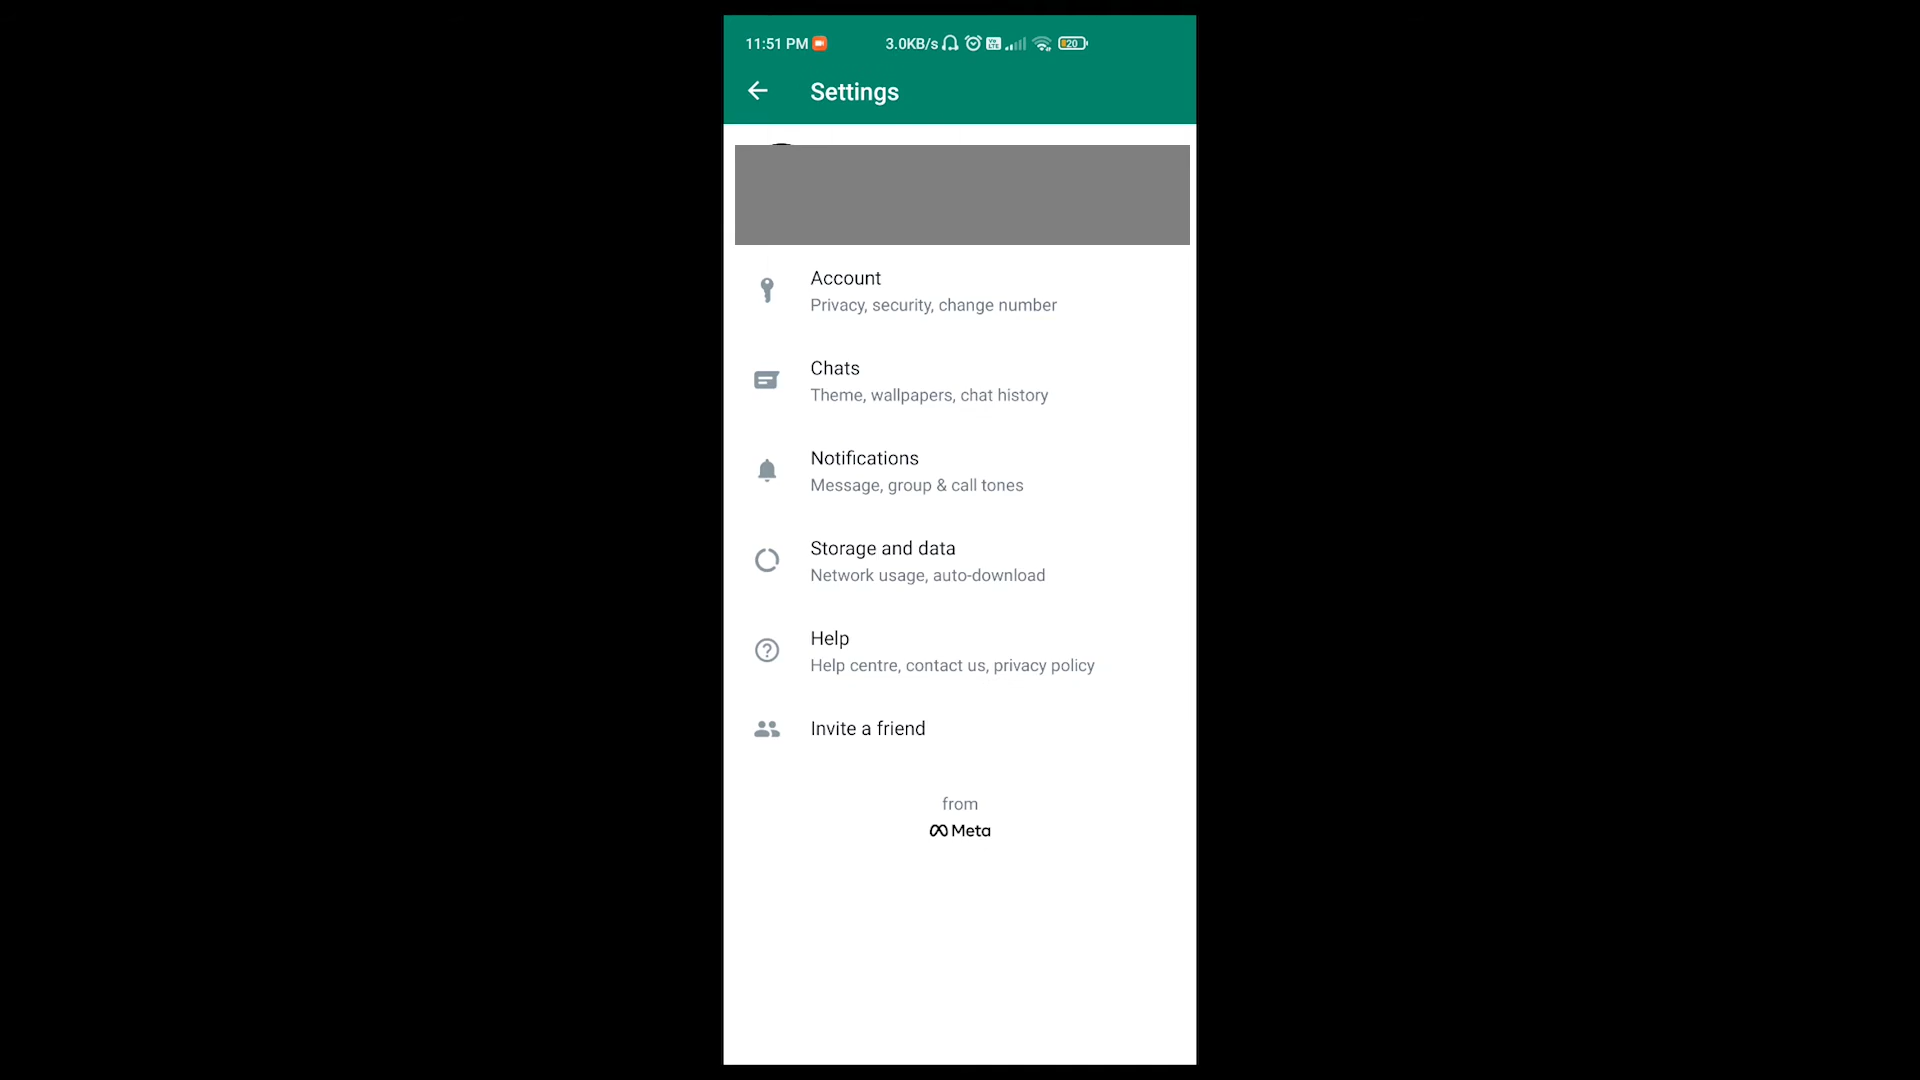 11:51 PM 3.0KB/s 20
Settings
Account
Privacy, security, change number
Chats
Theme, wallpapers, chat history
Notifications
Message, group & call tones
Storage and data
Network usage, auto-download
Help
Help centre, contact us, privacy policy
Invite a friend
from
Meta